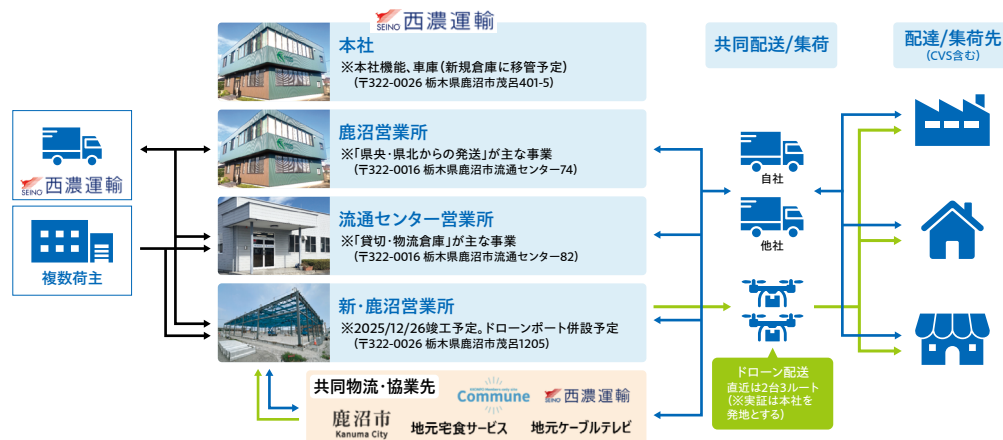 SEINO 西濃運輸
本社
※本社機能、車庫(新規倉庫に移管予定)
(〒322-0026 栃木県鹿沼市茂呂401-5)
鹿沼営業所
※「県央・県北からの発送」が主な事業
(〒322-0016 栃木県鹿沼市流通センター74)
流通センター営業所
※「貸切・物流倉庫」が主な事業
(〒322-0016 栃木県鹿沼市流通センター82)
新・鹿沼営業所
※2025/12/26竣工予定。ドローンポート併設予定
(〒322-0026 栃木県鹿沼市茂呂1205)
SEINO 西濃運輸
複数荷主
共同物流・協業先
Commune
SEINO 西濃運輸
鹿沼市
Kanuma City
地元宅食サービス
地元ケーブルテレビ
共同配送/集荷
自社
他社
ドローン配送
直近は2台3ルート
(※実証は本社を
発地とする)
配達/集荷先
(CVS含む)